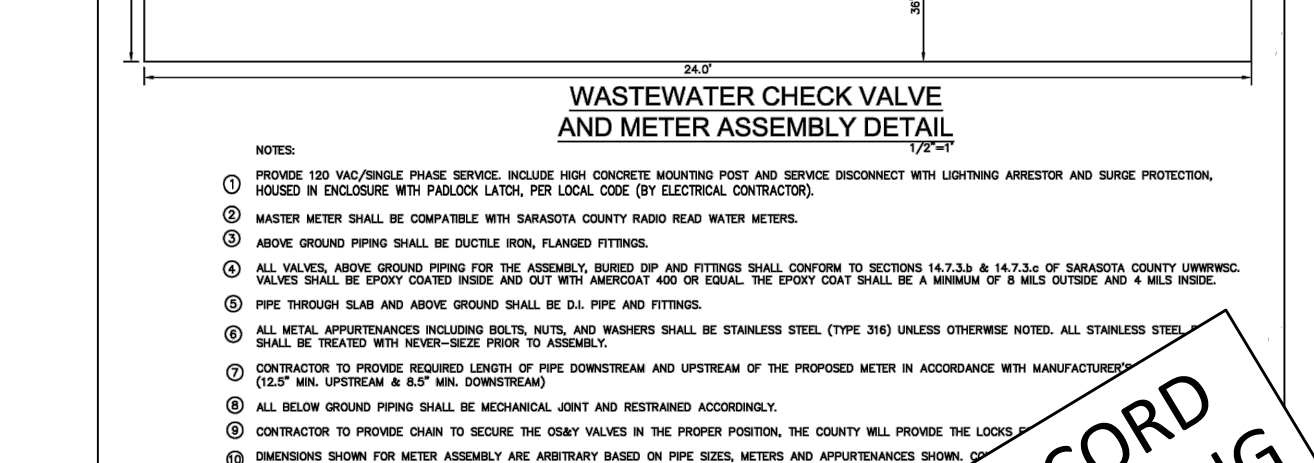 36
24.0'
WASTEWATER CHECK VALVE
AND METER ASSEMBLY DETAIL
1/2"=1'
NOTES:
1 PROVIDE 120 VAC/SINGLE PHASE SERVICE. INCLUDE HIGH CONCRETE MOUNTING POST AND SERVICE DISCONNECT WITH LIGHTNING ARRESTOR AND SURGE PROTECTION,
HOUSED IN ENCLOSURE WITH PADLOCK LATCH, PER LOCAL CODE (BY ELECTRICAL CONTRACTOR).
2 MASTER METER SHALL BE COMPATIBLE WITH SARASOTA COUNTY RADIO READ WATER METERS.
3 ABOVE GROUND PIPING SHALL BE DUCTILE IRON, FLANGED FITTINGS.
4 ALL VALVES, ABOVE GROUND PIPING FOR THE ASSEMBLY, BURIED DIP AND FITTINGS SHALL CONFORM TO SECTIONS 14.7.3.b & 14.7.3.c OF SARASOTA COUNTY UWWRWSC.
VALVES SHALL BE EPOXY COATED INSIDE AND OUT WITH AMERCOAT 400 OR EQUAL. THE EPOXY COAT SHALL BE A MINIMUM OF 8 MILS OUTSIDE AND 4 MILS INSIDE.
5 PIPE THROUGH SLAB AND ABOVE GROUND SHALL BE D.I. PIPE AND FITTINGS.
6 ALL METAL APPURTENANCES INCLUDING BOLTS, NUTS, AND WASHERS SHALL BE STAINLESS STEEL (TYPE 316) UNLESS OTHERWISE NOTED. ALL STAINLESS STEEL
SHALL BE TREATED WITH NEVER-SIEZE PRIOR TO ASSEMBLY.
7 CONTRACTOR TO PROVIDE REQUIRED LENGTH OF PIPE DOWNSTREAM AND UPSTREAM OF THE PROPOSED METER IN ACCORDANCE WITH MANUFACTURER'S
(12.5" MIN. UPSTREAM & 8.5" MIN. DOWNSTREAM)
8 ALL BELOW GROUND PIPING SHALL BE MECHANICAL JOINT AND RESTRAINED ACCORDINGLY.
9 CONTRACTOR TO PROVIDE CHAIN TO SECURE THE OS&Y VALVES IN THE PROPER POSITION, THE COUNTY WILL PROVIDE THE LOCKS
10 DIMENSIONS SHOWN FOR METER ASSEMBLY ARE ARBITRARY BASED ON PIPE SIZES, METERS AND APPURTENANCES SHOWN.
CORD
NG